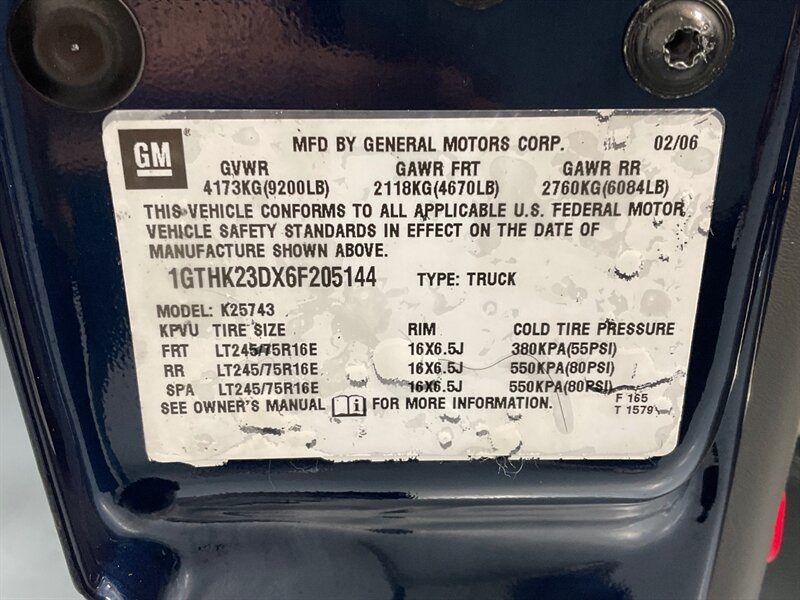 GM
MFD BY GENERAL MOTORS CORP. 02/06
GVWR GAWR FRT GAWR RR
4173KG(9200LB) 2118KG(4670LB) 2760KG(6084LB)
THIS VEHICLE CONFORMS TO ALL APPLICABLE U.S. FEDERAL MOTOR
VEHICLE SAFETY STANDARDS IN EFFECT ON THE DATE OF
MANUFACTURE SHOWN ABOVE.
1GTHK23DX6F205144 TYPE: TRUCK
MODEL: K25743
KPVU TIRE SIZE RIM COLD TIRE PRESSURE
FRT LT245/75R16E 16X6.5J 380KPA(55PSI)
RR LT245/75R16E 16X6.5J 550KPA(80PSI)
SPA LT245/75R16E 16X6.5J 550KPA(80PSI)
SEE OWNER'S MANUAL i FOR MORE INFORMATION.
F 165
T 1579